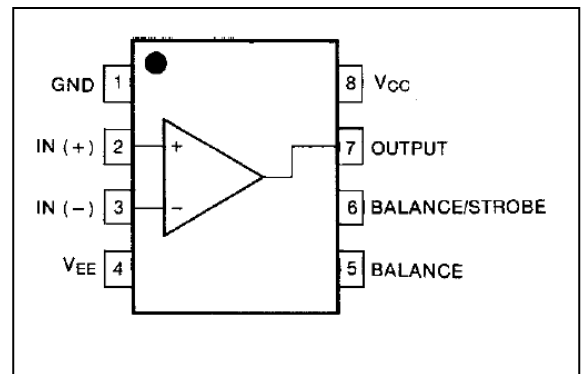 GND 1 8 VCC
IN (+) 2 + 7 OUTPUT
IN (-) 3 - 6 BALANCE/STROBE
VEE 4 5 BALANCE